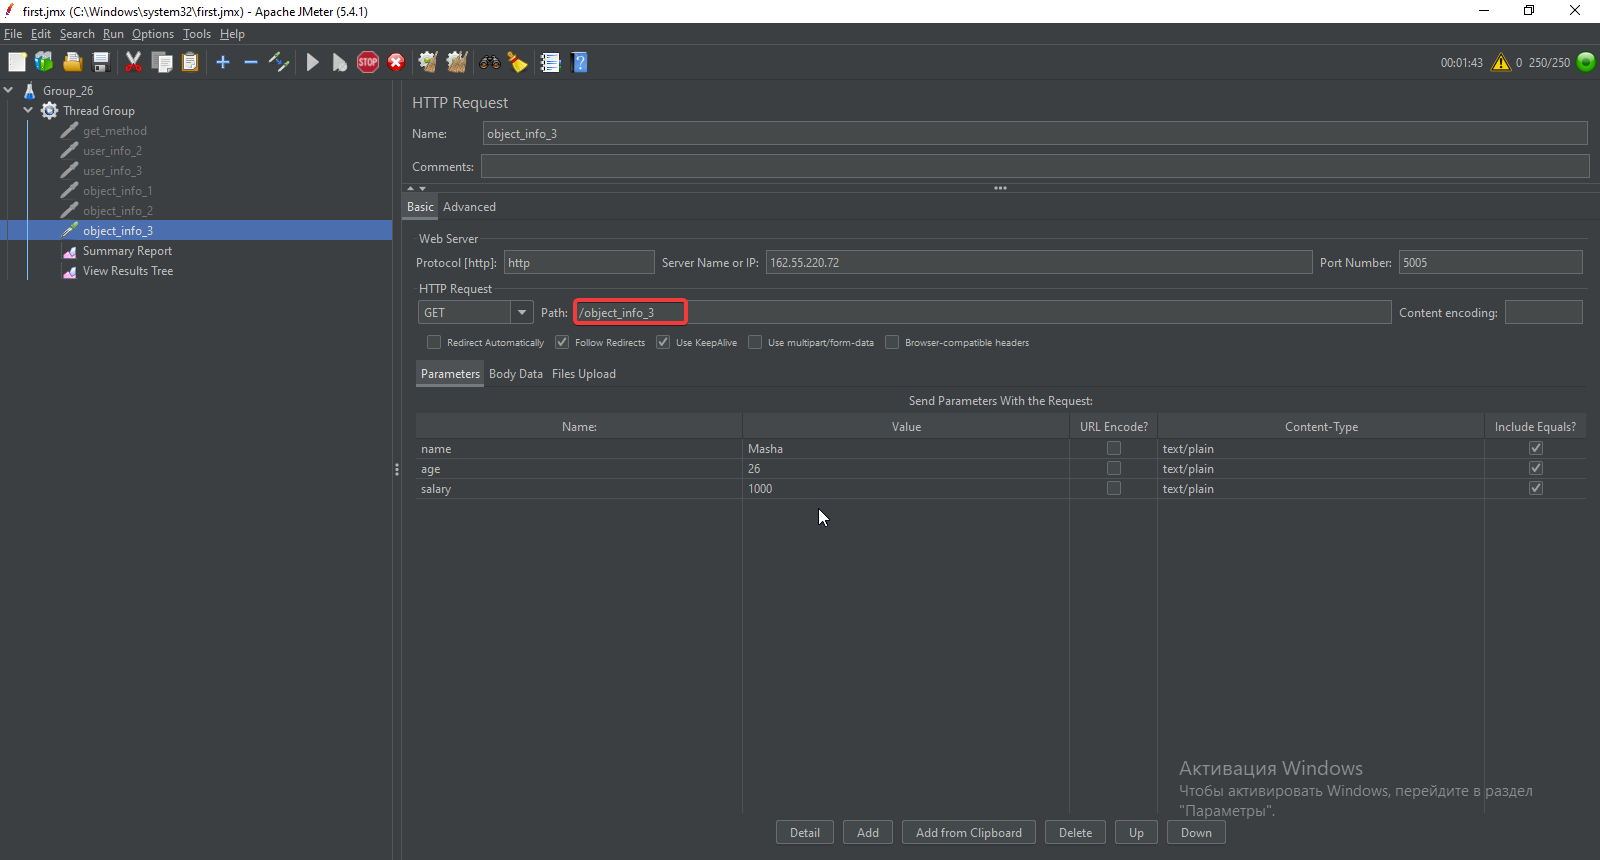 first.jmx (C:\Windows\system32\first.jmx) - Apache JMeter (5.4.1)
File Edit Search Run Options Tools Help
STOP
00:01:43 0 250/250
Group_26
Thread Group
get_method
user_info_2
user_info_3
object_info_1
object_info_2
object_info_3
Summary Report
View Results Tree
HTTP Request
Name: object_info_3
Comments:
Basic Advanced
Web Server
Protocol [http]: http Server Name or IP: 162.55.220.72 Port Number: 5005
HTTP Request
GET Path: /object_info_3 Content encoding:
Redirect Automatically Follow Redirects Use KeepAlive Use multipart/form-data Browser-compatible headers
Parameters Body Data Files Upload
Send Parameters With the Request:
Name: Value URL Encode? Content-Type Include Equals?
name Masha text/plain
age 26 text/plain
salary 1000 text/plain
Активация Windows
Чтобы активировать Windows, перейдите в раздел
"Параметры".
Detail Add Add from Clipboard Delete Up Down